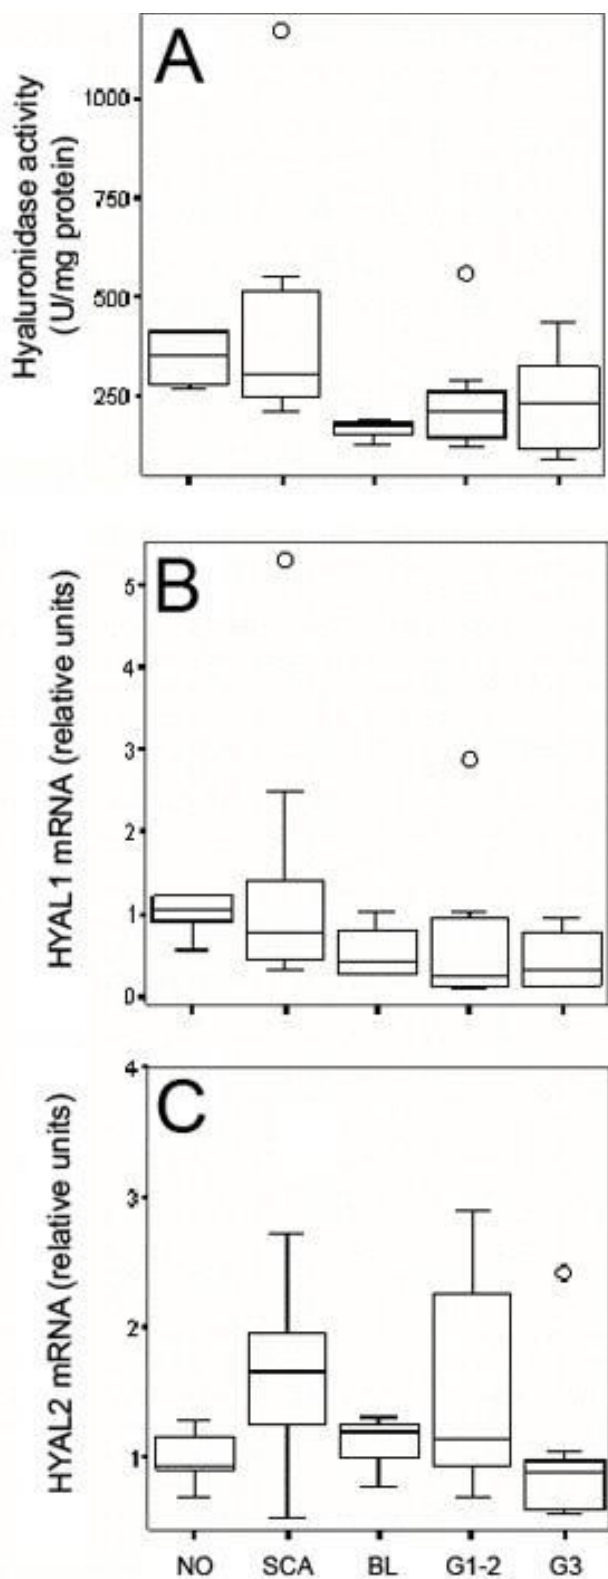 A
Hyaluronidase activity
(U/mg protein)
1000
750
500
250
B
HYAL1 mRNA (relative units)
5
4
3
2
1
0
C
HYAL2 mRNA (relative units)
4
3
2
1
NO SCA BL G1-2 G3